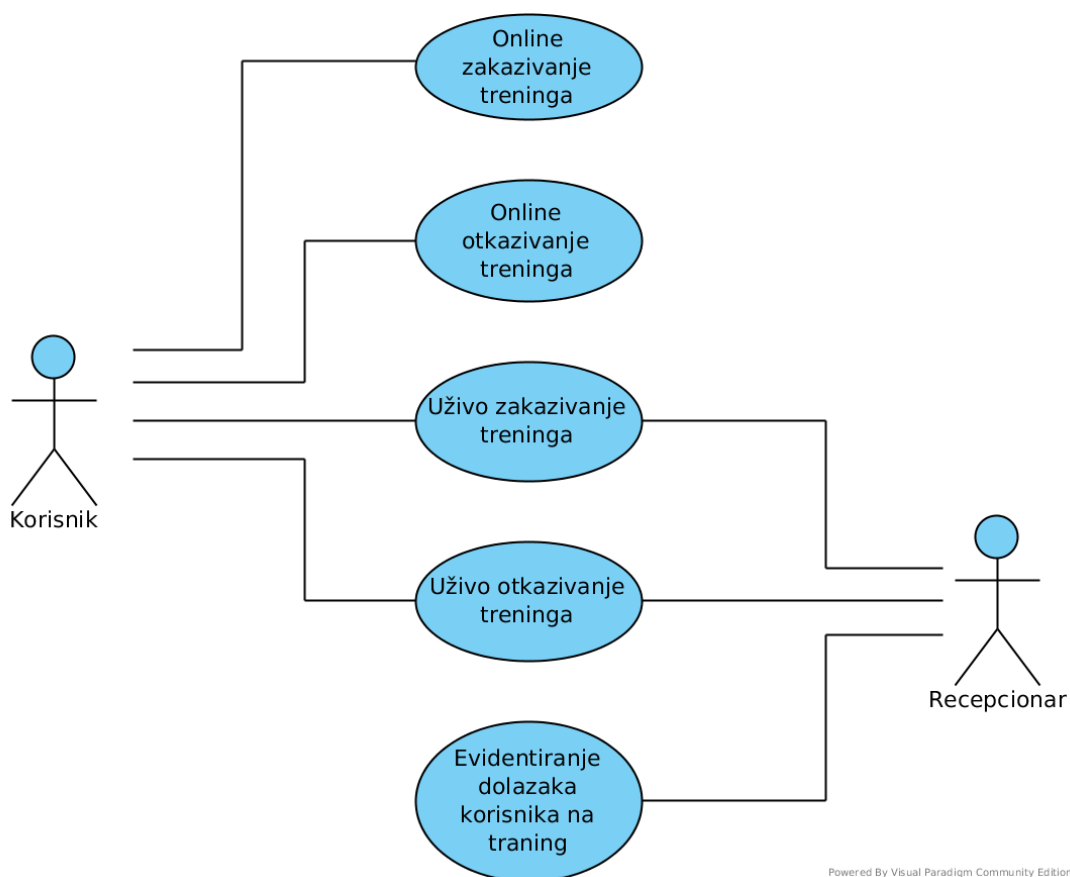 Online
zakazivanje
treninga
Online
otkazivanje
treninga
Uživo zakazivanje
treninga
Korisnik
Uživo otkazivanje
treninga
Recepcionar
Evidentiranje
dolazaka
korisnika na
traning
Powered By Visual Paradigm Community Edition